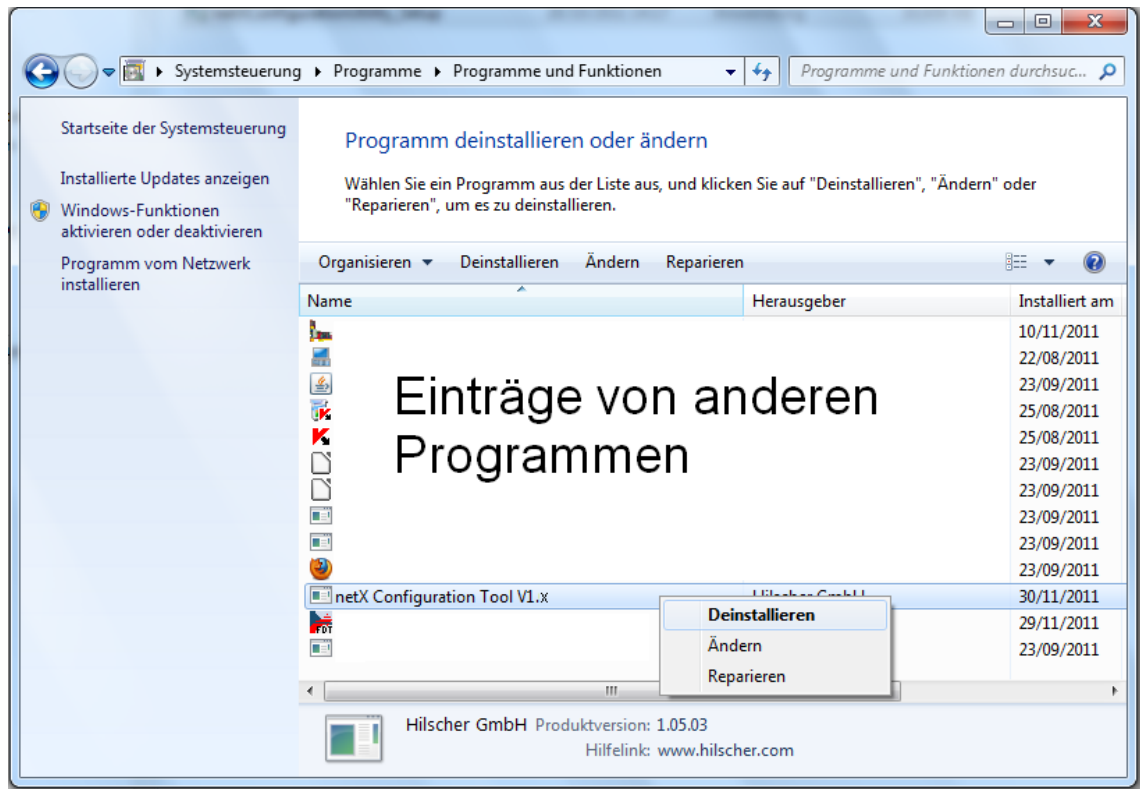 Systemsteuerung ▸ Programme ▸ Programme und Funktionen
Programme und Funktionen durchsuc...
Startseite der Systemsteuerung
Installierte Updates anzeigen
Windows-Funktionen
aktivieren oder deaktivieren
Programm vom Netzwerk
installieren
Programm deinstallieren oder ändern
Wählen Sie ein Programm aus der Liste aus, und klicken Sie auf "Deinstallieren", "Ändern" oder
"Reparieren", um es zu deinstallieren.
Organisieren Deinstallieren Ändern Reparieren
Name Herausgeber Installiert am
10/11/2011
22/08/2011
23/09/2011
25/08/2011
25/08/2011
23/09/2011
23/09/2011
23/09/2011
23/09/2011
23/09/2011
Einträge von anderen
Programmen
netX Configuration Tool V1.x Hilscher GmbH 30/11/2011
FDT 29/11/2011
23/09/2011
Deinstallieren
Ändern
Reparieren
Hilscher GmbH Produktversion: 1.05.03
Hilfelink: www.hilscher.com